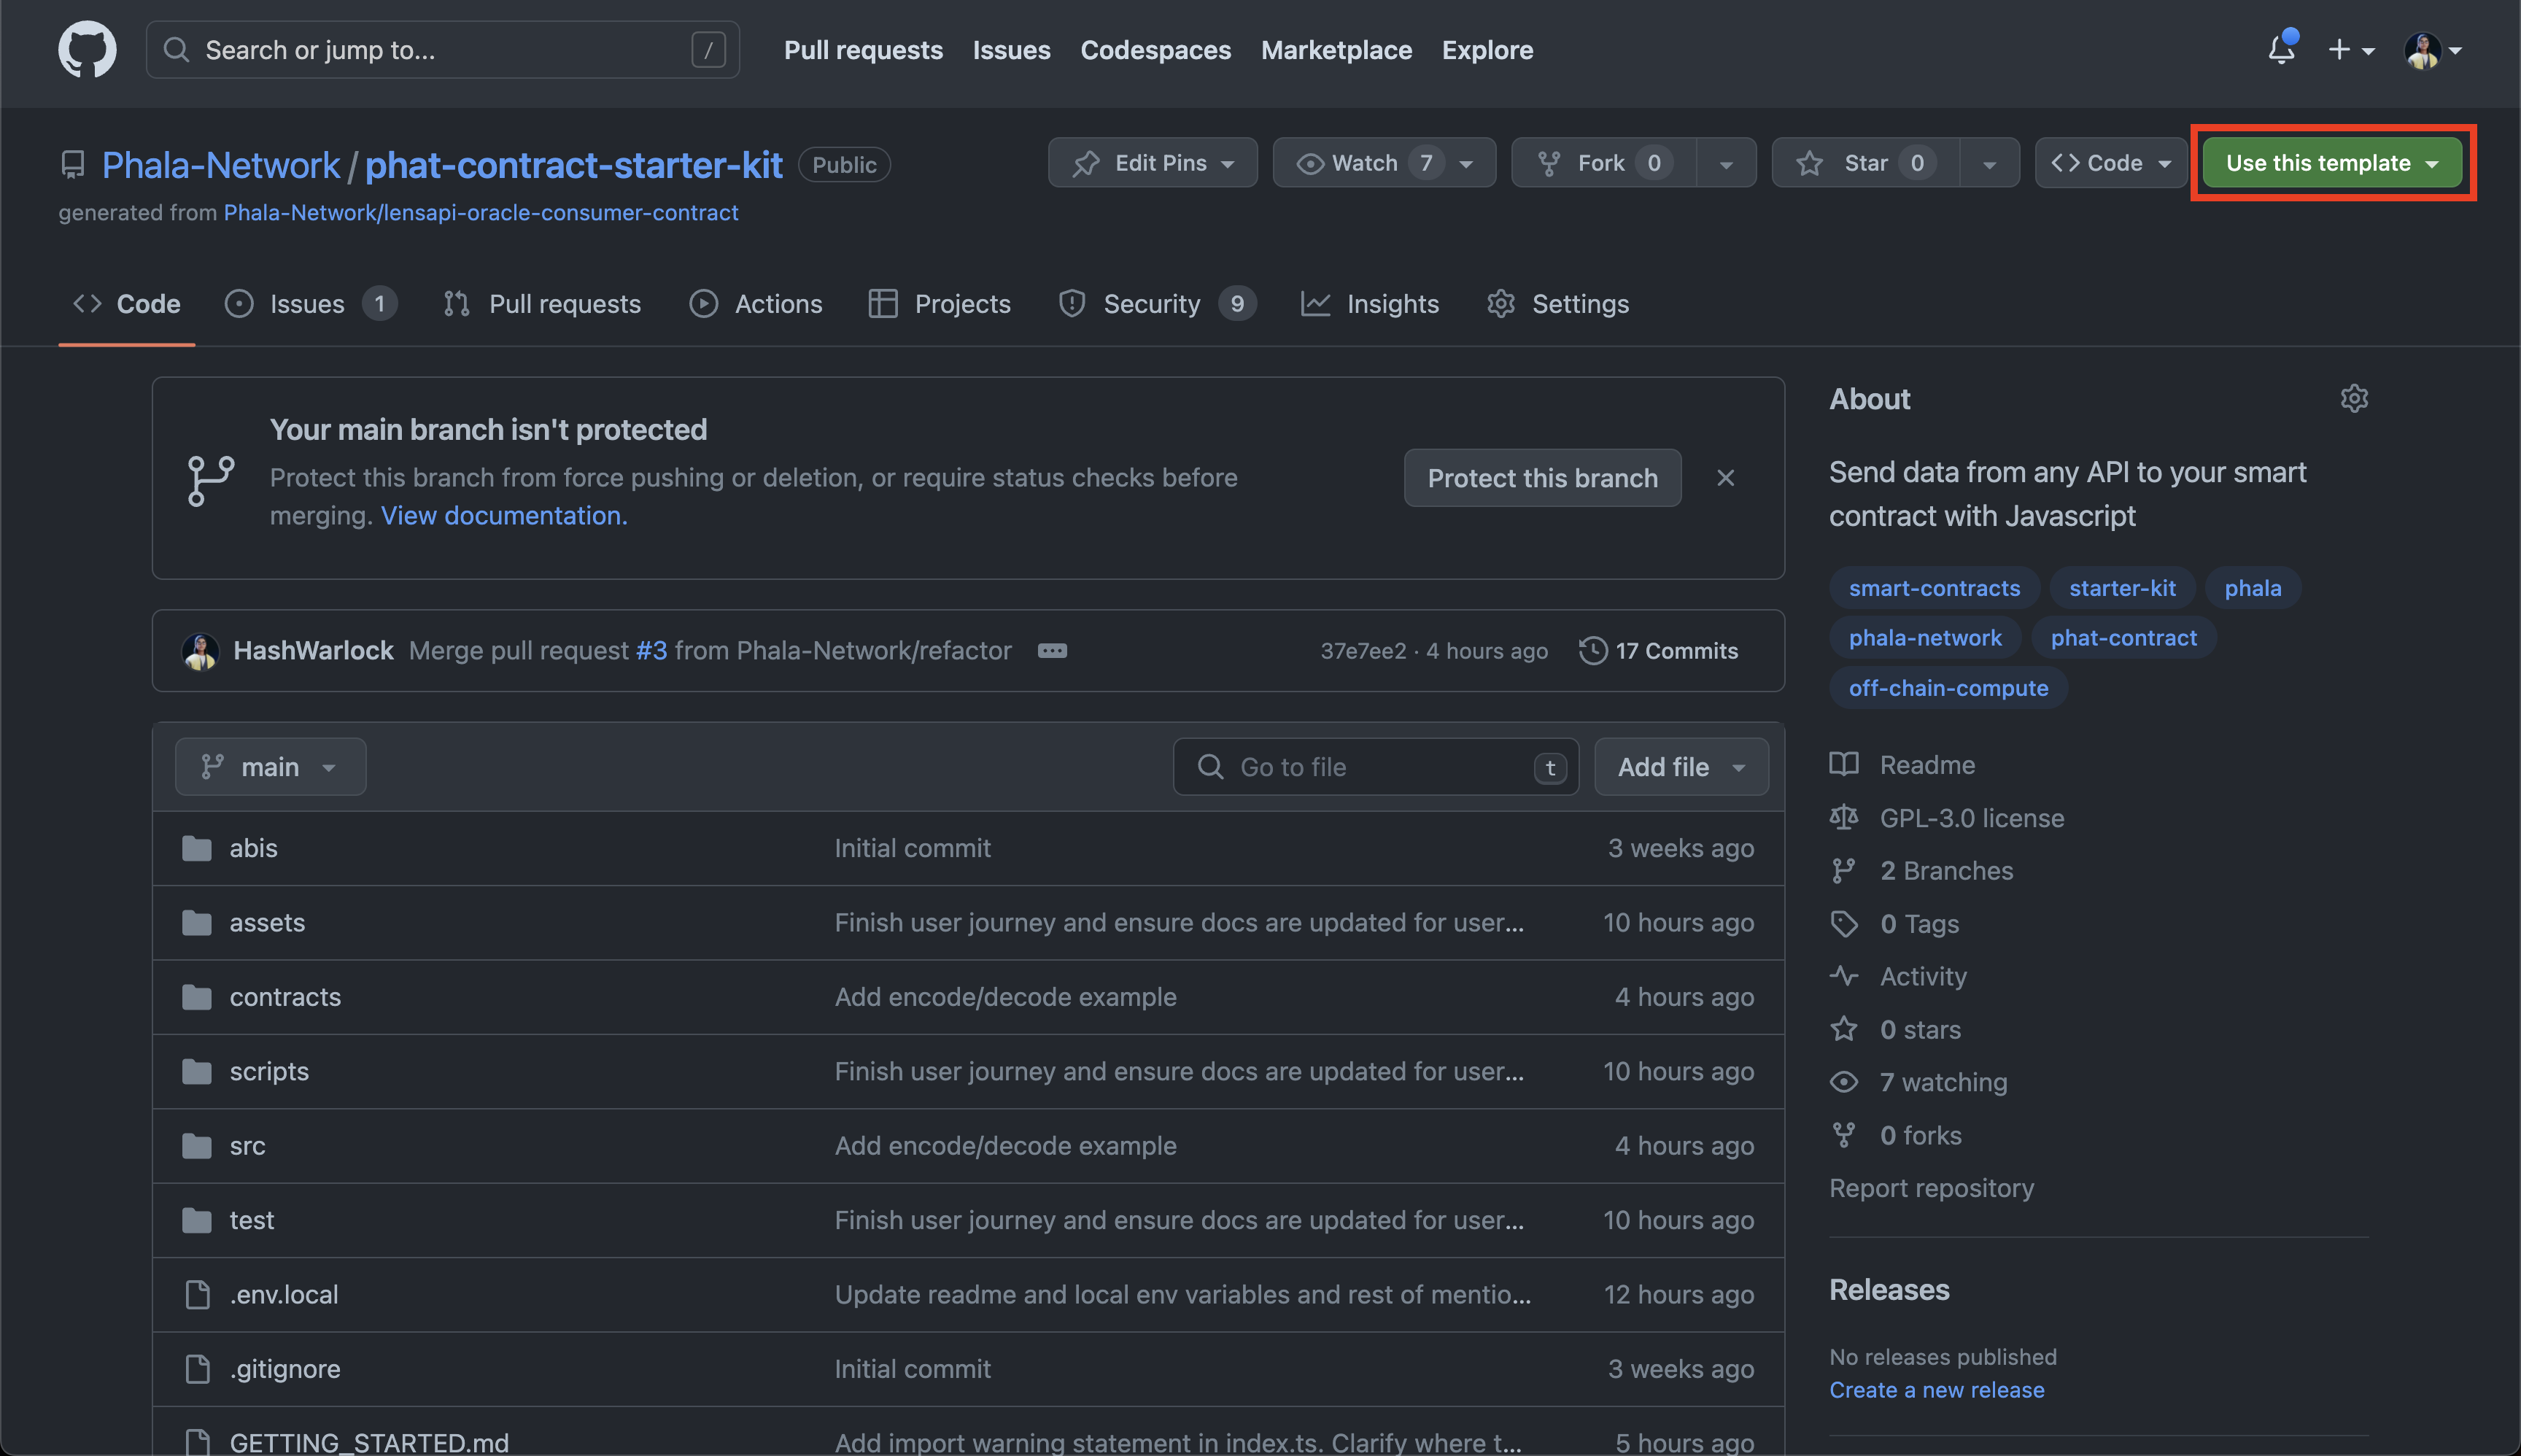 Search or jump to... /
Pull requests Issues Codespaces Marketplace Explore
Phala-Network / phat-contract-starter-kit Public
Edit Pins Watch 7 Fork 0 Star 0 Code Use this template
generated from Phala-Network/lensapi-oracle-consumer-contract
Code Issues 1 Pull requests Actions Projects Security 9 Insights Settings
Your main branch isn't protected
Protect this branch from force pushing or deletion, or require status checks before
merging. View documentation.
Protect this branch
HashWarlock Merge pull request #3 from Phala-Network/refactor ... 37e7ee2 · 4 hours ago 17 Commits
main Go to file t Add file
abis Initial commit 3 weeks ago
assets Finish user journey and ensure docs are updated for user... 10 hours ago
contracts Add encode/decode example 4 hours ago
scripts Finish user journey and ensure docs are updated for user... 10 hours ago
src Add encode/decode example 4 hours ago
test Finish user journey and ensure docs are updated for user... 10 hours ago
.env.local Update readme and local env variables and rest of mentio... 12 hours ago
.gitignore Initial commit 3 weeks ago
GETTING_STARTED.md Add import warning statement in index.ts. Clarify where t... 5 hours ago
About
Send data from any API to your smart
contract with Javascript
smart-contracts starter-kit phala
phala-network phat-contract
off-chain-compute
Readme
GPL-3.0 license
2 Branches
0 Tags
Activity
0 stars
7 watching
0 forks
Report repository
Releases
No releases published
Create a new release